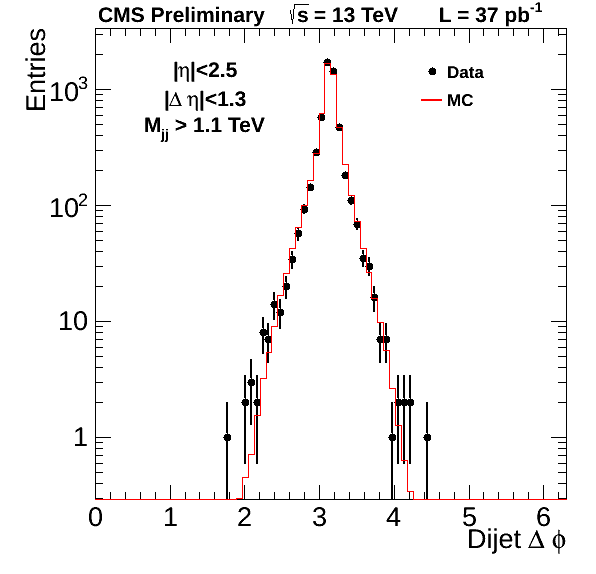 CMS Preliminary √s = 13 TeV L = 37 pb⁻¹
Entries
|η|<2.5
|Δ η|<1.3
Mjj > 1.1 TeV
Data
MC
10³
10²
10
1
0 1 2 3 4 5 6
Dijet Δ ϕ